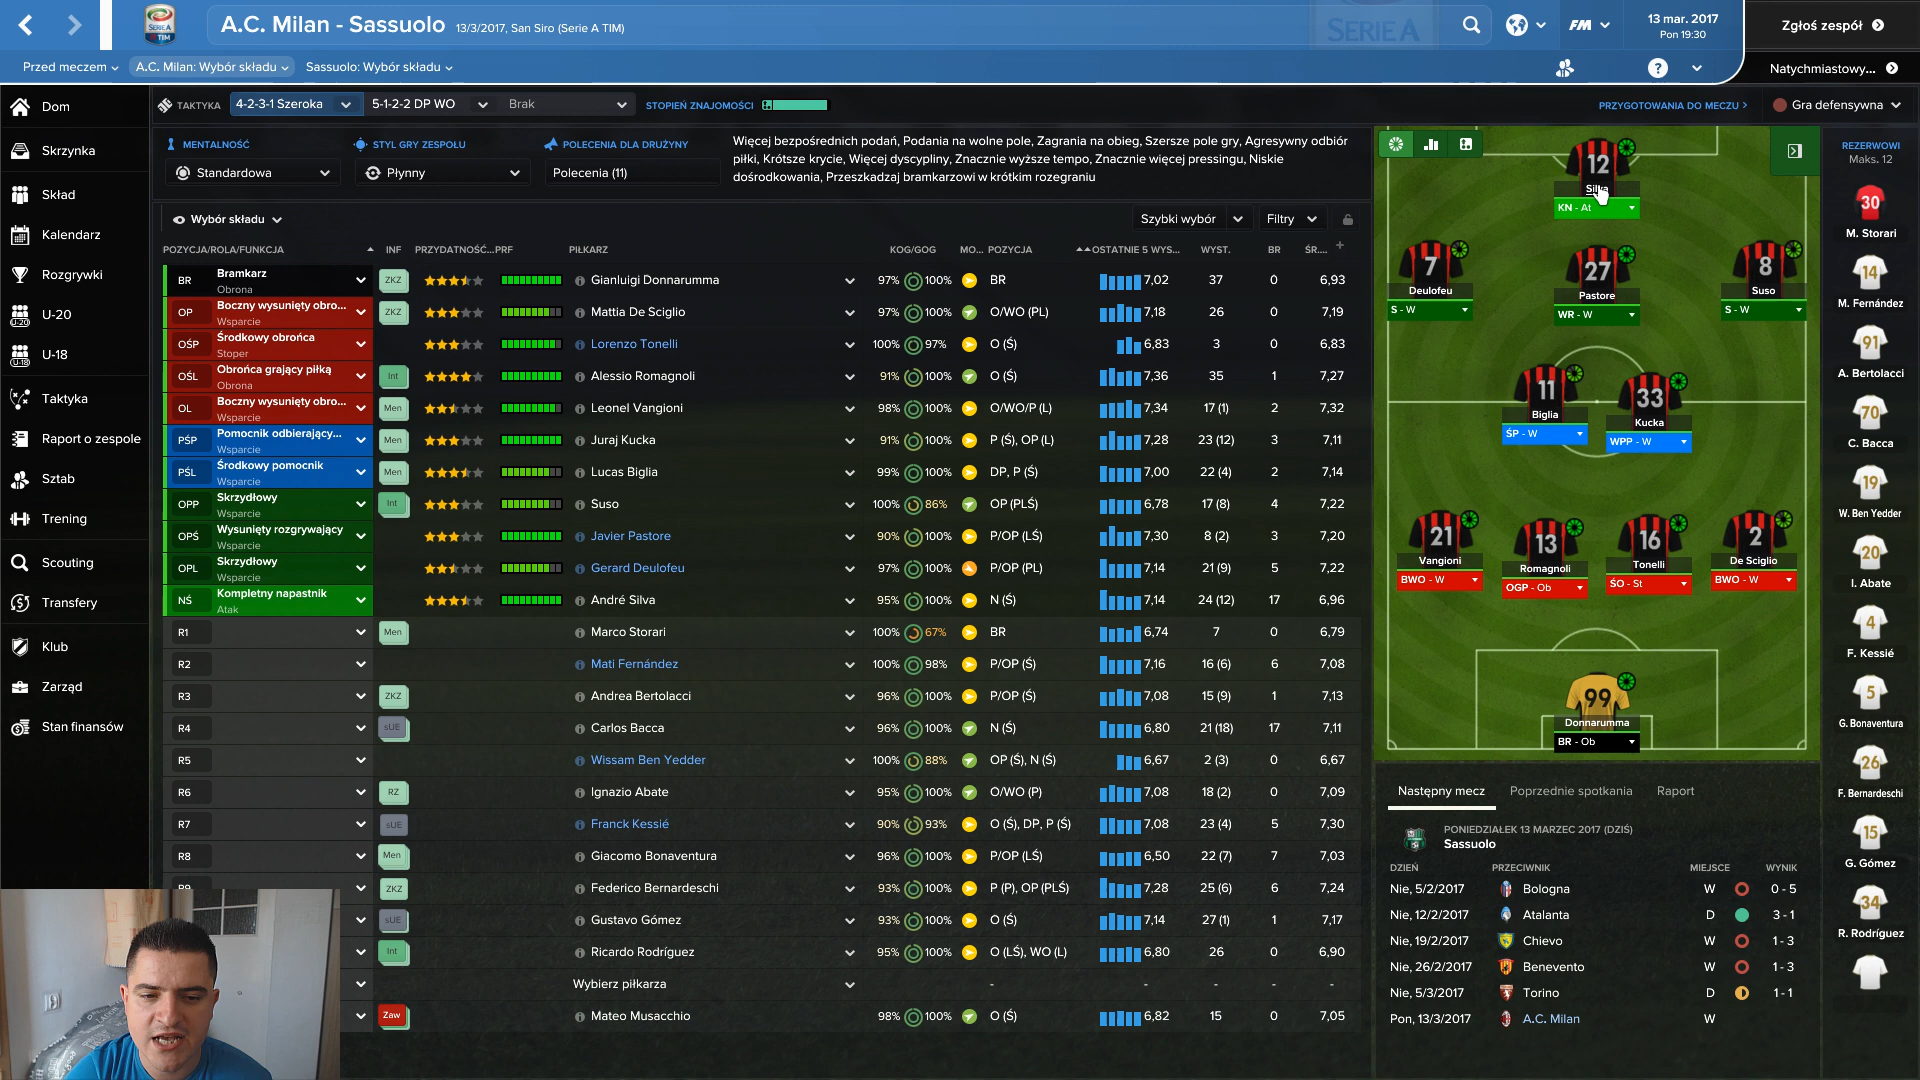 A.C. Milan - Sassuolo 13/3/2017, San Siro (Serie A TIM)
SERIE A
FM
13 mar. 2017
Pon 19:30
Zgłoś zespół
Przed meczem A.C. Milan: Wybór składu Sassuolo: Wybór składu
Natychmiastowy...
Dom
Skrzynka
Skład
Kalendarz
Rozgrywki
U-20
U-18
Taktyka
Raport o zespole
Sztab
Trening
Scouting
Transfery
Klub
Zarząd
Stan finansów
TAKTYKA 4-2-3-1 Szeroka 5-1-2-2 DP WO Brak STOPIEŃ ZNAJOMOŚCI PRZYGOTOWANIA DO MECZU > Gra defensywna
MENTALNOŚĆ STYL GRY ZESPOŁU POLECENIA DLA DRUŻYNY
Standardowa Płynny Polecenia (11)
Więcej bezpośrednich podań, Podania na wolne pole, Zagrania na obieg, Szersze pole gry, Agresywny odbiór
piłki, Krótsze krycie, Więcej dyscypliny, Znacznie wyższe tempo, Znacznie więcej pressingu, Niskie
dośrodkowania, Przeszkadzaj bramkarzowi w krótkim rozegraniu
Wybór składu Szybki wybór Filtry
POZYCJA/ROLA/FUNKCJA INF PRZYDATNOŚĆ... PRF PIŁKARZ KOG/GOG MO... POZYCJA OSTATNIE 5 WYS... WYST. BR ŚR....
BR Bramkarz Obrona ZKZ Gianluigi Donnarumma 97% 100% BR 7,02 37 0 6,93
OP Boczny wysunięty obro... Wsparcie ZKZ Mattia De Sciglio 97% 100% O/WO (PL) 7,18 26 0 7,19
OŚP Środkowy obrońca Stoper Lorenzo Tonelli 100% 97% O (Ś) 6,83 3 0 6,83
OŚL Obrońca grający piłką Obrona Int Alessio Romagnoli 91% 100% O (Ś) 7,36 35 1 7,27
OL Boczny wysunięty obro... Wsparcie Men Leonel Vangioni 98% 100% O/WO/P (L) 7,34 17 (1) 2 7,32
PŚP Pomocnik odbierający... Wsparcie Men Juraj Kucka 91% 100% P (Ś), OP (L) 7,28 23 (12) 3 7,11
PŚL Środkowy pomocnik Wsparcie Men Lucas Biglia 99% 100% DP, P (Ś) 7,00 22 (4) 2 7,14
OPP Skrzydłowy Wsparcie Int Suso 100% 86% OP (PLŚ) 6,78 17 (8) 4 7,22
OPŚ Wysunięty rozgrywający Wsparcie Javier Pastore 90% 100% P/OP (LŚ) 7,30 8 (2) 3 7,20
OPL Skrzydłowy Wsparcie Gerard Deulofeu 97% 100% P/OP (PL) 7,14 21 (9) 5 7,22
NŚ Kompletny napastnik Atak André Silva 95% 100% N (Ś) 7,14 24 (12) 17 6,96
R1 Men Marco Storari 100% 67% BR 6,74 7 0 6,79
R2 Mati Fernández 100% 98% P/OP (Ś) 7,16 16 (6) 6 7,08
R3 ZKZ Andrea Bertolacci 96% 100% P/OP (Ś) 7,08 15 (9) 1 7,13
R4 sUE Carlos Bacca 96% 100% N (Ś) 6,80 21 (18) 17 7,11
R5 Wissam Ben Yedder 100% 88% OP (Ś), N (Ś) 6,67 2 (3) 0 6,67
R6 RZ Ignazio Abate 95% 100% O/WO (P) 7,08 18 (2) 0 7,09
R7 sUE Franck Kessié 90% 93% O (Ś), DP, P (Ś) 7,08 23 (4) 5 7,30
R8 Men Giacomo Bonaventura 96% 100% P/OP (LŚ) 6,50 22 (7) 7 7,03
R9 ZKZ Federico Bernardeschi 93% 100% P (P), OP (PLŚ) 7,28 25 (6) 6 7,24
sUE Gustavo Gómez 93% 100% O (Ś) 7,14 27 (1) 1 7,17
Int Ricardo Rodríguez 95% 100% O (LŚ), WO (L) 6,80 26 0 6,90
Wybierz piłkarza - - - - -
Zaw Mateo Musacchio 98% 100% O (Ś) 6,82 15 0 7,05
12
Silva
KN - At
7 27 8
Deulofeu Pastore Suso
S - W WR - W S - W
11 33
Biglia Kucka
ŚP - W WPP - W
21 13 16 2
Vangioni Romagnoli Tonelli De Sciglio
BWO - W OGP - Ob ŚO - St BWO - W
99
Donnarumma
BR - Ob
REZERWOWI
Maks. 12
30
M. Storari
14
M. Fernández
91
A. Bertolacci
70
C. Bacca
19
W. Ben Yedder
20
I. Abate
4
F. Kessié
5
G. Bonaventura
26
F. Bernardeschi
15
G. Gómez
34
R. Rodríguez
Następny mecz Poprzednie spotkania Raport
PONIEDZIAŁEK 13 MARZEC 2017 (DZIŚ)
Sassuolo
DZIEŃ PRZECIWNIK MIEJSCE WYNIK
Nie, 5/2/2017 Bologna W 0 - 5
Nie, 12/2/2017 Atalanta D 3 - 1
Nie, 19/2/2017 Chievo W 1 - 3
Nie, 26/2/2017 Benevento W 1 - 3
Nie, 5/3/2017 Torino D 1 - 1
Pon, 13/3/2017 A.C. Milan W